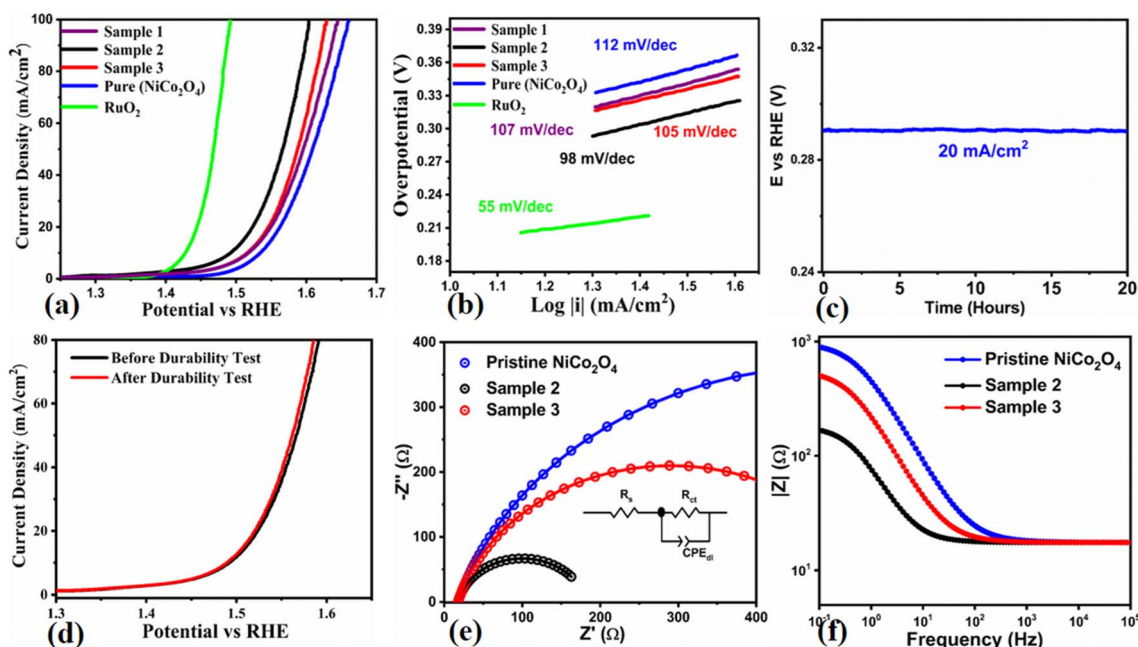 Current Density (mA/cm²)
100
80
60
40
20
0
Sample 1
Sample 2
Sample 3
Pure (NiCo₂O₄)
RuO₂
1.3 1.4 1.5 1.6 1.7
(a) Potential vs RHE
Overpotential (V)
0.39
0.36
0.33
0.30
0.27
0.24
0.21
0.18
Sample 1
Sample 2
Sample 3
Pure (NiCo₂O₄)
RuO₂
112 mV/dec
107 mV/dec
105 mV/dec
98 mV/dec
55 mV/dec
1.0 1.1 1.2 1.3 1.4 1.5 1.6
(b) Log |i| (mA/cm²)
E vs RHE (V)
0.32
0.28
0.24
20 mA/cm²
0 5 10 15 20
(c) Time (Hours)
Current Density (mA/cm²)
80
60
40
20
0
Before Durability Test
After Durability Test
1.3 1.4 1.5 1.6
(d) Potential vs RHE
-Z'' (Ω)
-400
-300
-200
-100
0
Pristine NiCo₂O₄
Sample 2
Sample 3
Rs
Rct
CPEdl
0 100 200 300 400
(e) Z' (Ω)
|Z| (Ω)
10³
10²
10¹
Pristine NiCo₂O₄
Sample 2
Sample 3
10⁻¹ 10⁰ 10¹ 10² 10³ 10⁴ 10⁵
(f) Frequency (Hz)